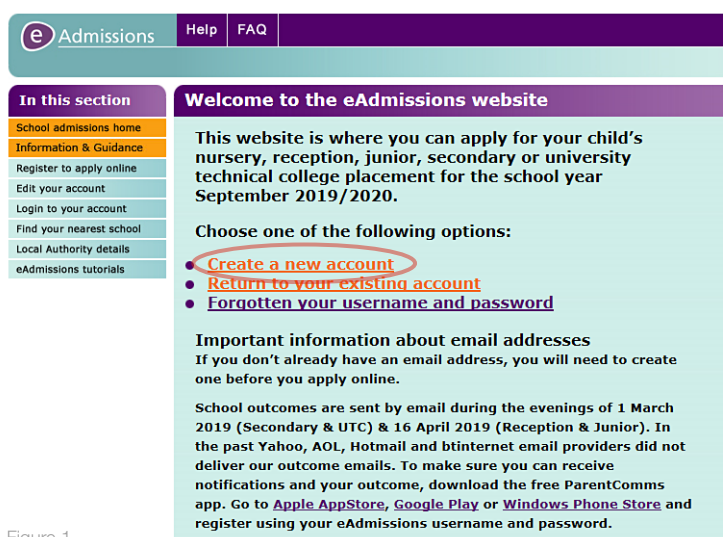 e Admissions
Help FAQ
In this section
School admissions home
Information & Guidance
Register to apply online
Edit your account
Login to your account
Find your nearest school
Local Authority details
eAdmissions tutorials
Welcome to the eAdmissions website
This website is where you can apply for your child's
nursery, reception, junior, secondary or university
technical college placement for the school year
September 2019/2020.
Choose one of the following options:
Create a new account
Return to your existing account
Forgotten your username and password
Important information about email addresses
If you don't already have an email address, you will need to create
one before you apply online.
School outcomes are sent by email during the evenings of 1 March
2019 (Secondary & UTC) & 16 April 2019 (Reception & Junior). In
the past Yahoo, AOL, Hotmail and btinternet email providers did not
deliver our outcome emails. To make sure you can receive
notifications and your outcome, download the free ParentComms
app. Go to Apple AppStore, Google Play or Windows Phone Store and
register using your eAdmissions username and password.
Figure 1